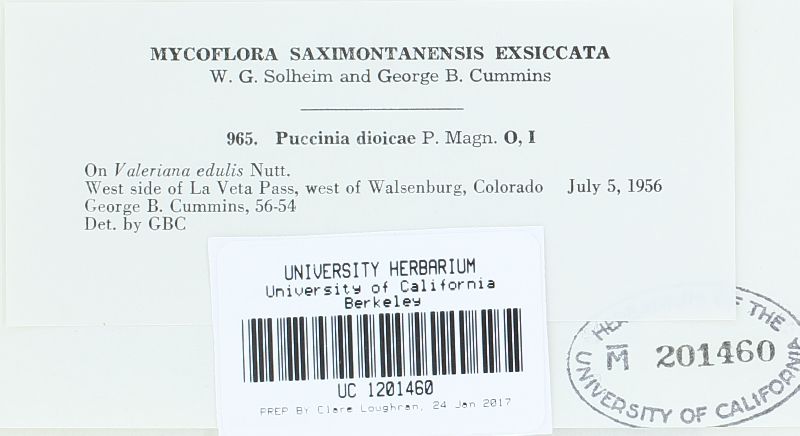 MYCOFLORA SAXIMONTANENSIS EXSICCATA
W. G. Solheim and George B. Cummins
965. Puccinia dioicae P. Magn. O, I
On Valeriana edulis Nutt.
West side of La Veta Pass, west of Walsenburg, Colorado July 5, 1956
George B. Cummins, 56-54
Det. by GBC
UNIVERSITY HERBARIUM
University of California
Berkeley
UC 1201460
PREP BY Clare Loughran, 24 Jan 2017
OF THE
M 201460
UNIVERSITY OF CALIFORNIA